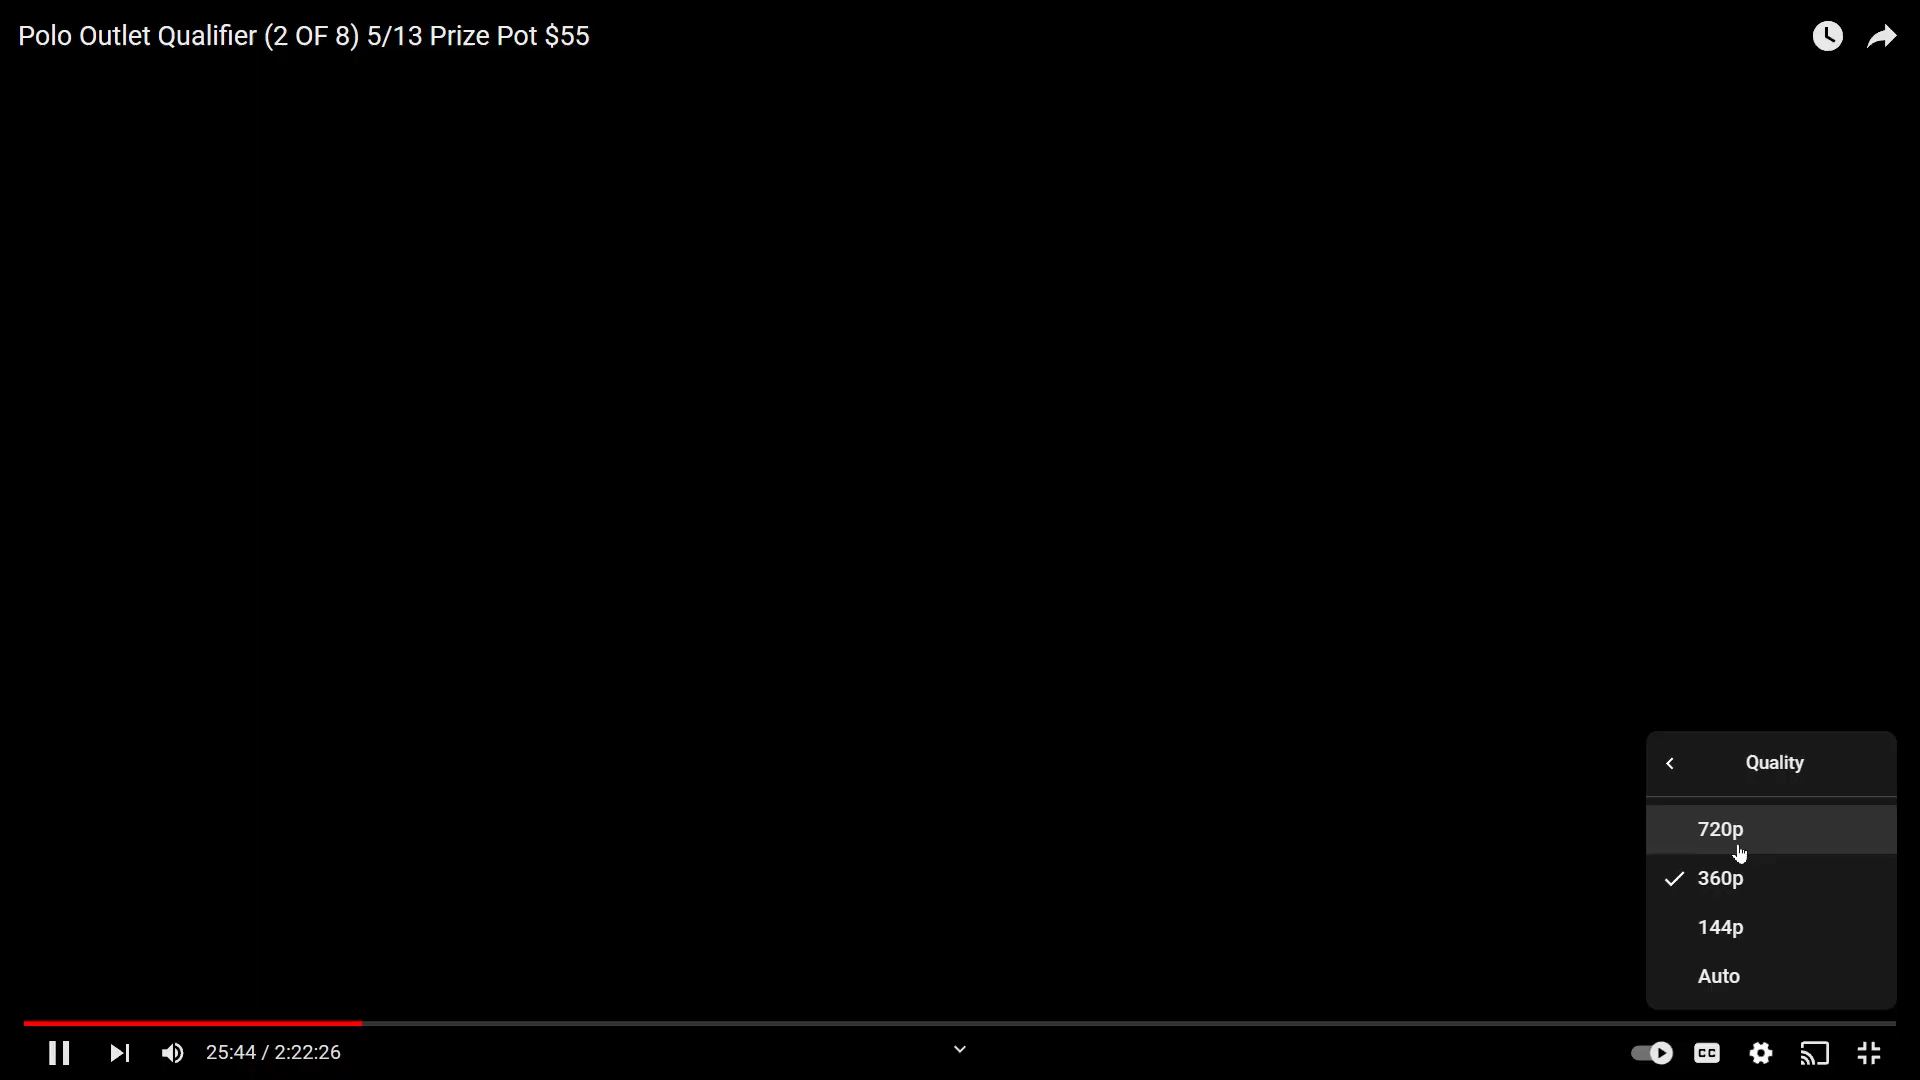 Polo Outlet Qualifier (2 OF 8) 5/13 Prize Pot $55
Quality
720p
360p
144p
Auto
25:44 / 2:22:26
CC